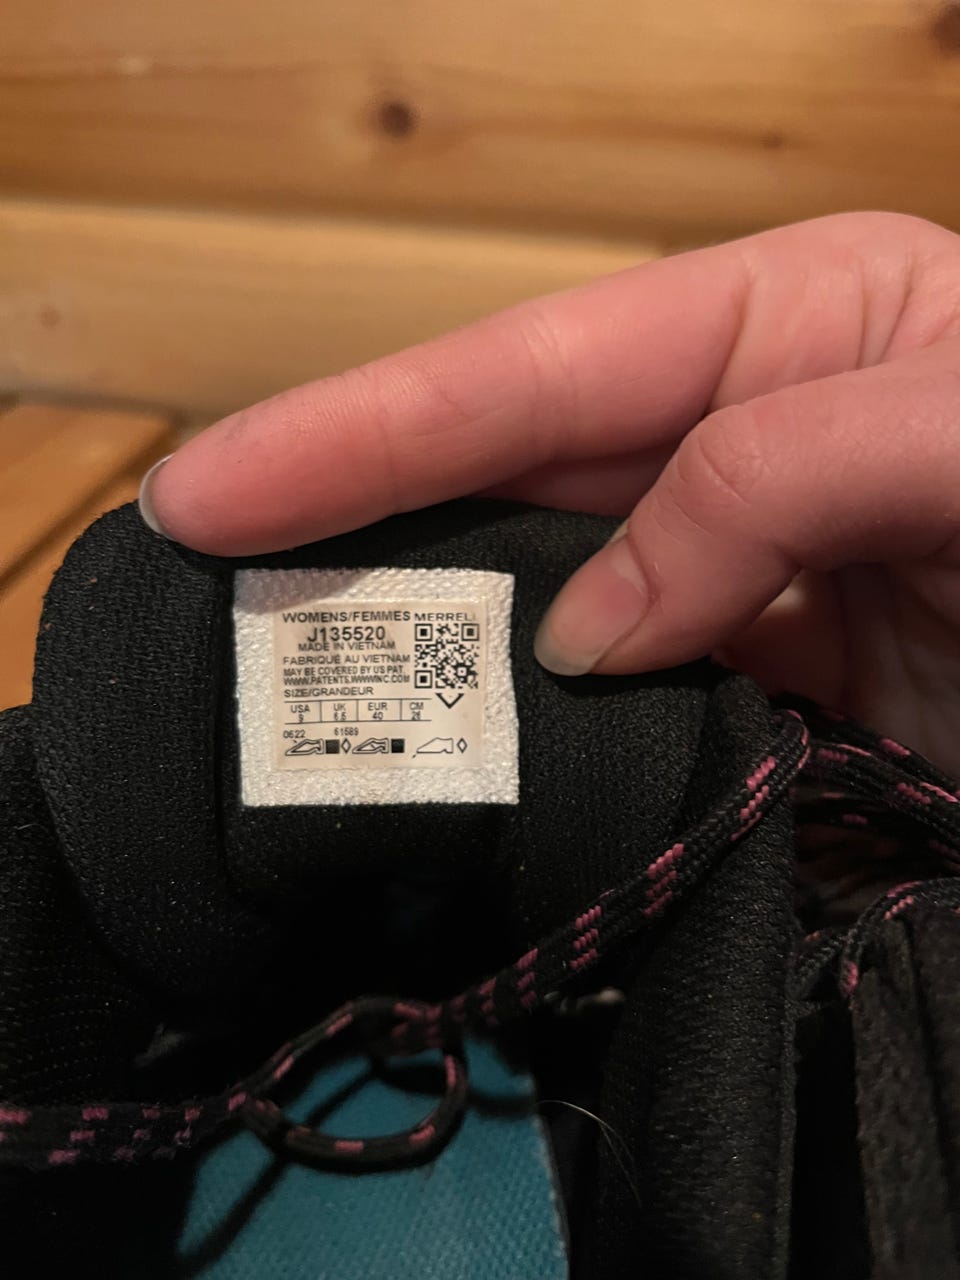 WOMENS/FEMMES MERRELL
J135520
MADE IN VIETNAM
FABRIQUÉ AU VIETNAM
MAY BE COVERED BY US PAT.
WWW.PATENTS.WWWINC.COM
SIZE/GRANDEUR
USA UK EUR CM
9 6.5 40 26
0622 61589